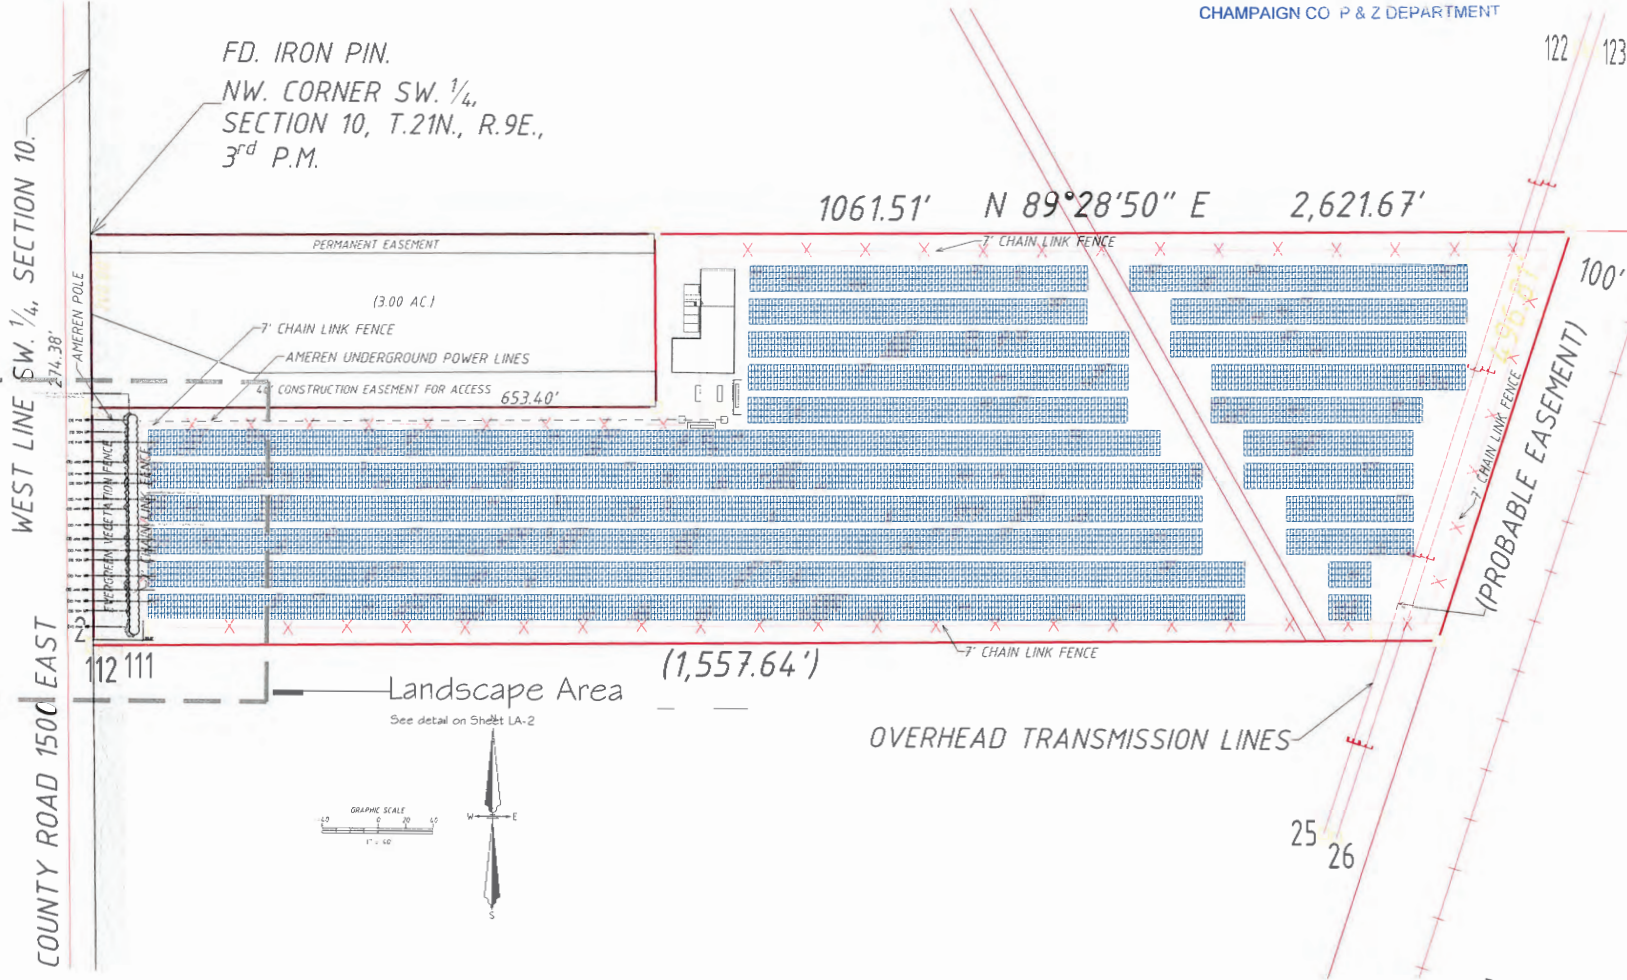 CHAMPAIGN CO P & Z DEPARTMENT
122
123
FD. IRON PIN.
NW. CORNER SW. 1/4,
SECTION 10, T.21N., R.9E.,
3rd P.M.
WEST LINE SW. 1/4, SECTION 10.
1061.51'
N 89°28'50" E
2,621.67'
PERMANENT EASEMENT
7' CHAIN LINK FENCE
100'
(3.00 AC)
AMEREN POLE
274.38'
7' CHAIN LINK FENCE
AMEREN UNDERGROUND POWER LINES
CONSTRUCTION EASEMENT FOR ACCESS
653.40'
7' CHAIN LINK FENCE
(PROBABLE EASEMENT)
EVERGREEN VEGETATION FENCE
CHAIN LINK FENCE
112
111
(1,557.64')
7' CHAIN LINK FENCE
Landscape Area
See detail on Sheet LA-2
COUNTY ROAD 1500 EAST
OVERHEAD TRANSMISSION LINES
GRAPHIC SCALE
0
20
W
E
S
25
26